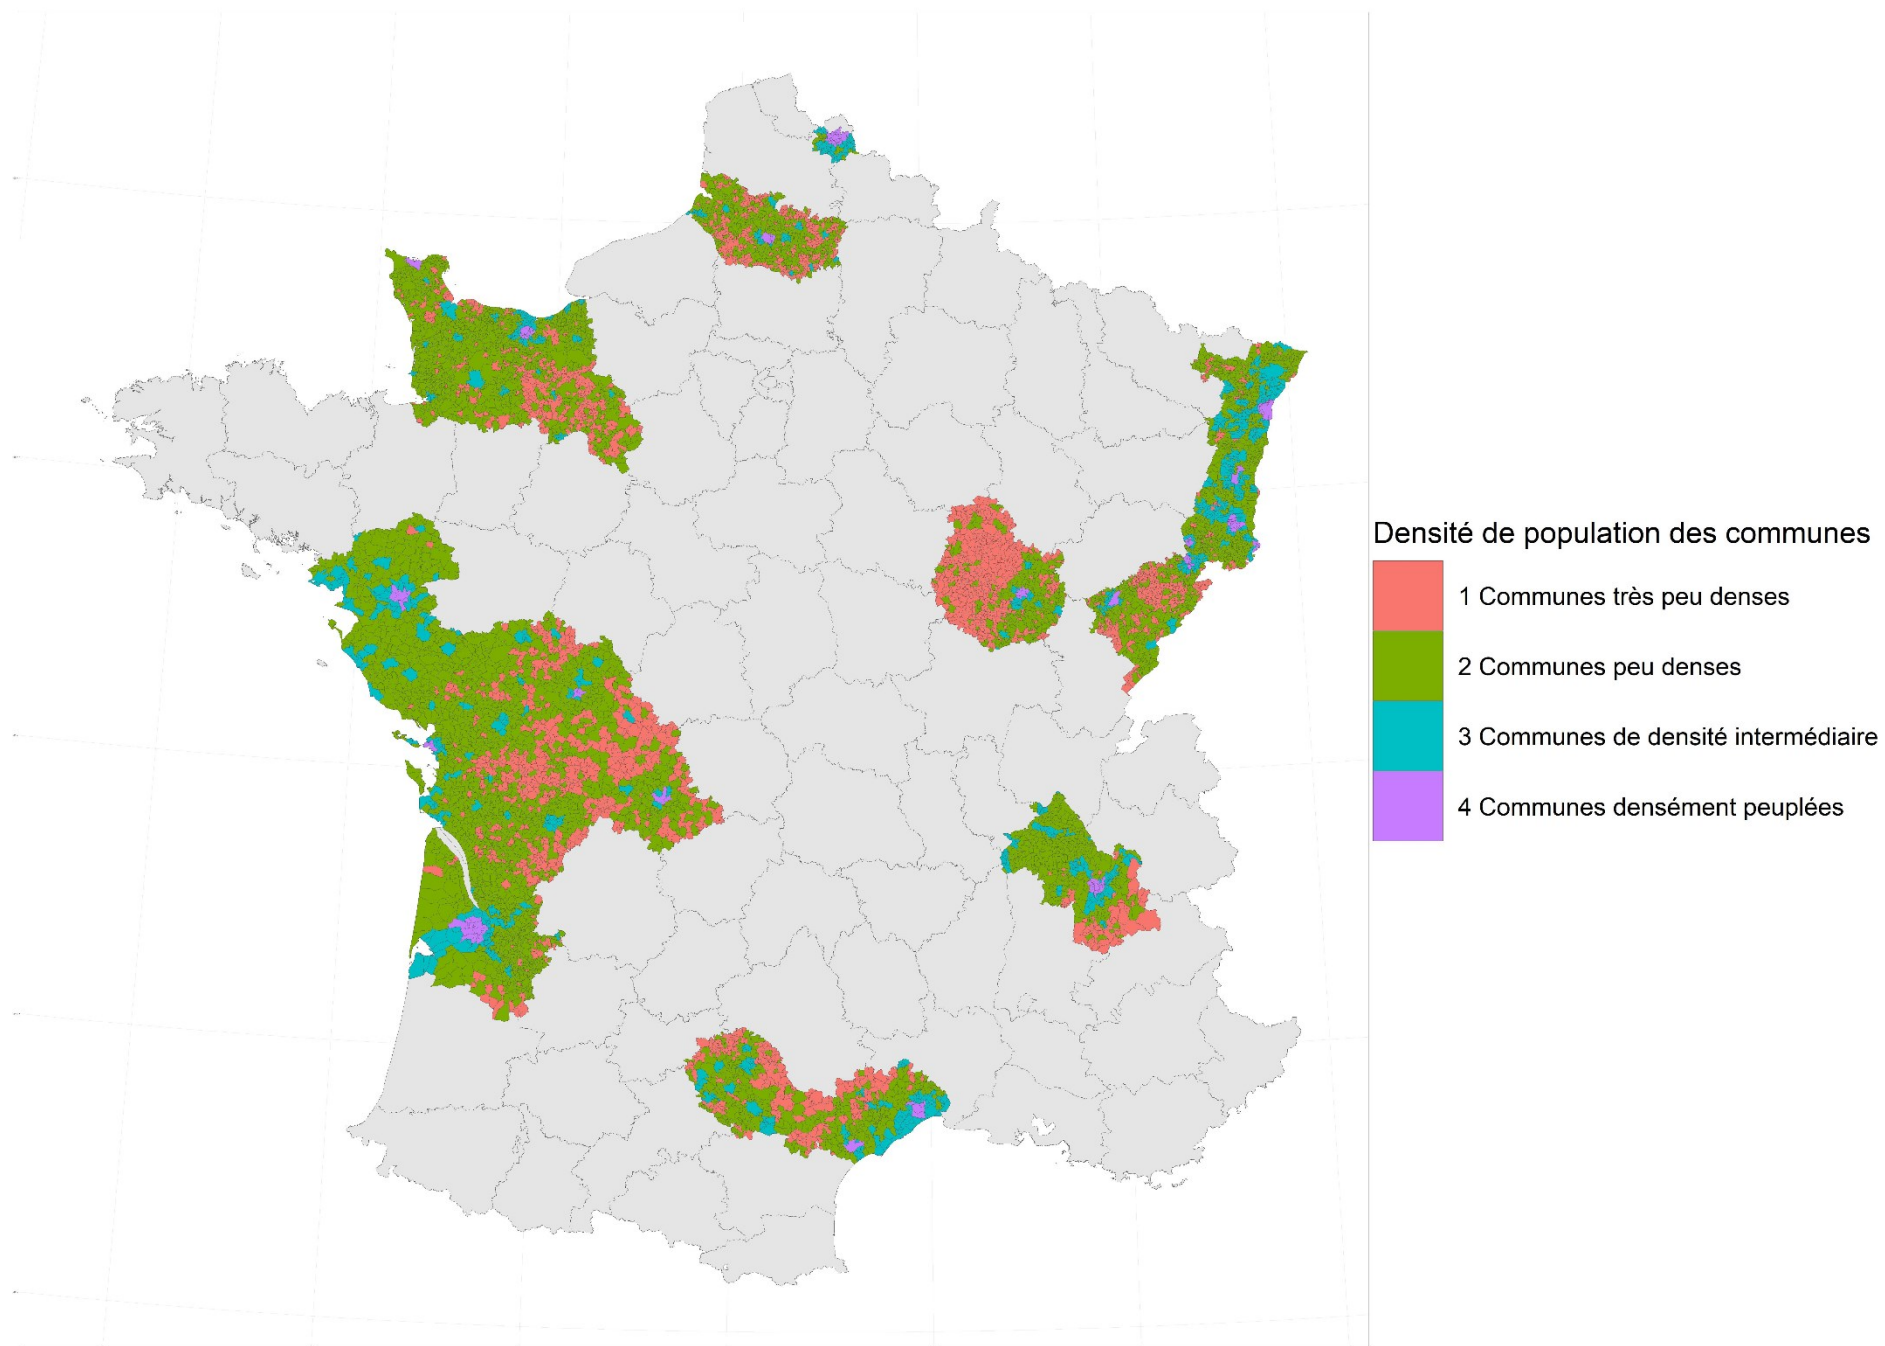 Densité de population des communes
1 Communes très peu denses
2 Communes peu denses
3 Communes de densité intermédiaire
4 Communes densément peuplées